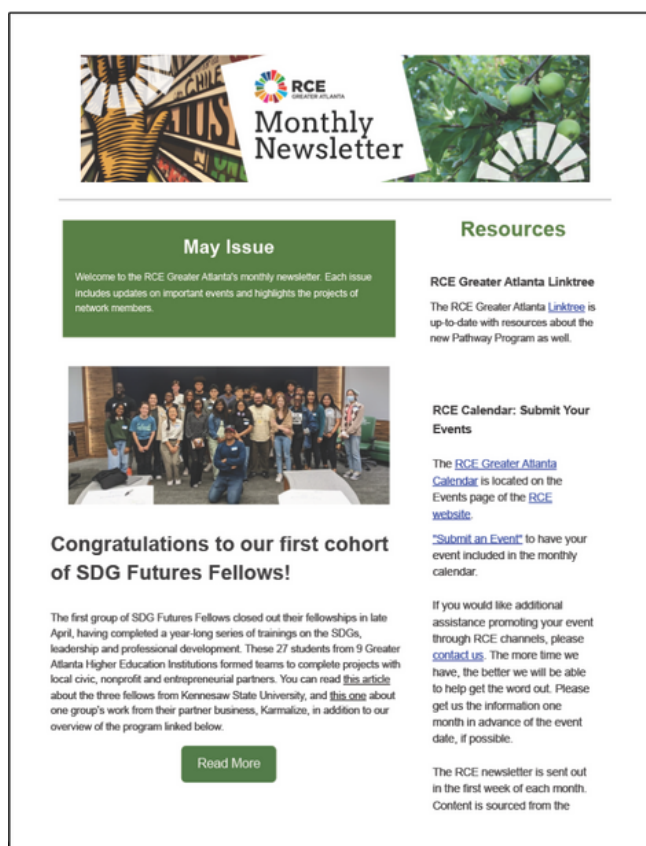 RCE
GREATER ATLANTA
Monthly
Newsletter
May Issue
Welcome to the RCE Greater Atlanta's monthly newsletter. Each issue
includes updates on important events and highlights the projects of
network members.
Congratulations to our first cohort
of SDG Futures Fellows!
The first group of SDG Futures Fellows closed out their fellowships in late
April, having completed a year-long series of trainings on the SDGs,
leadership and professional development. These 27 students from 9 Greater
Atlanta Higher Education Institutions formed teams to complete projects with
local civic, nonprofit and entrepreneurial partners. You can read this article
about the three fellows from Kennesaw State University, and this one about
one group's work from their partner business, Karmalize, in addition to our
overview of the program linked below.
Read More
Resources
RCE Greater Atlanta Linktree
The RCE Greater Atlanta Linktree is
up-to-date with resources about the
new Pathway Program as well.
RCE Calendar: Submit Your
Events
The RCE Greater Atlanta
Calendar is located on the
Events page of the RCE
website.
"Submit an Event" to have your
event included in the monthly
calendar.
If you would like additional
assistance promoting your event
through RCE channels, please
contact us. The more time we
have, the better we will be able
to help get the word out. Please
get us the information one
month in advance of the event
date, if possible.
The RCE newsletter is sent out
in the first week of each month.
Content is sourced from the